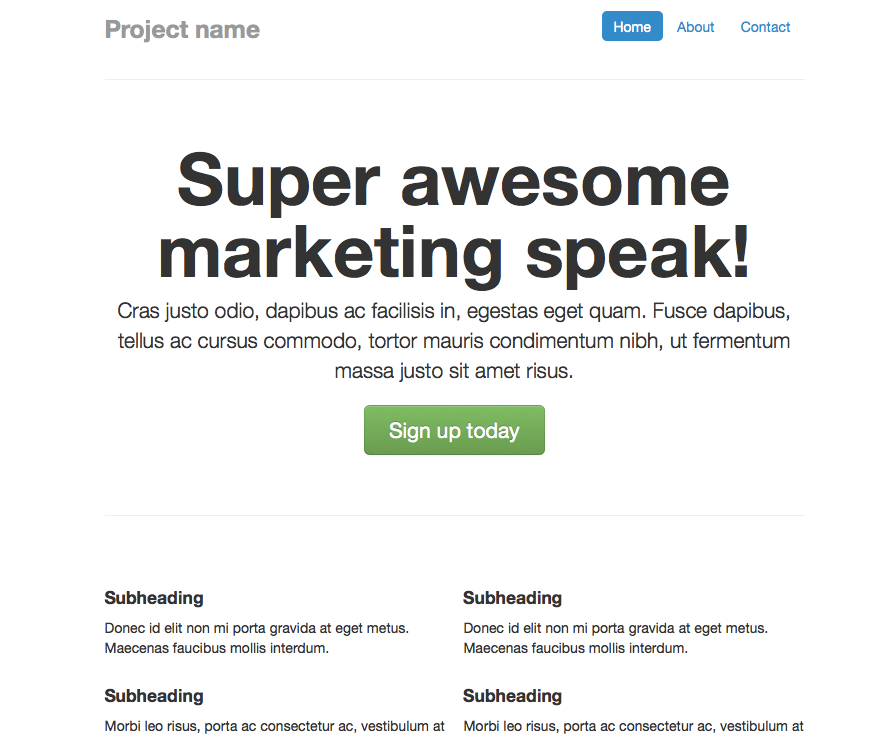 Project name
Home About Contact
Super awesome
marketing speak!
Cras justo odio, dapibus ac facilisis in, egestas eget quam. Fusce dapibus,
tellus ac cursus commodo, tortor mauris condimentum nibh, ut fermentum
massa justo sit amet risus.
Sign up today
Subheading
Donec id elit non mi porta gravida at eget metus.
Maecenas faucibus mollis interdum.
Subheading
Donec id elit non mi porta gravida at eget metus.
Maecenas faucibus mollis interdum.
Subheading
Morbi leo risus, porta ac consectetur ac, vestibulum at
Subheading
Morbi leo risus, porta ac consectetur ac, vestibulum at